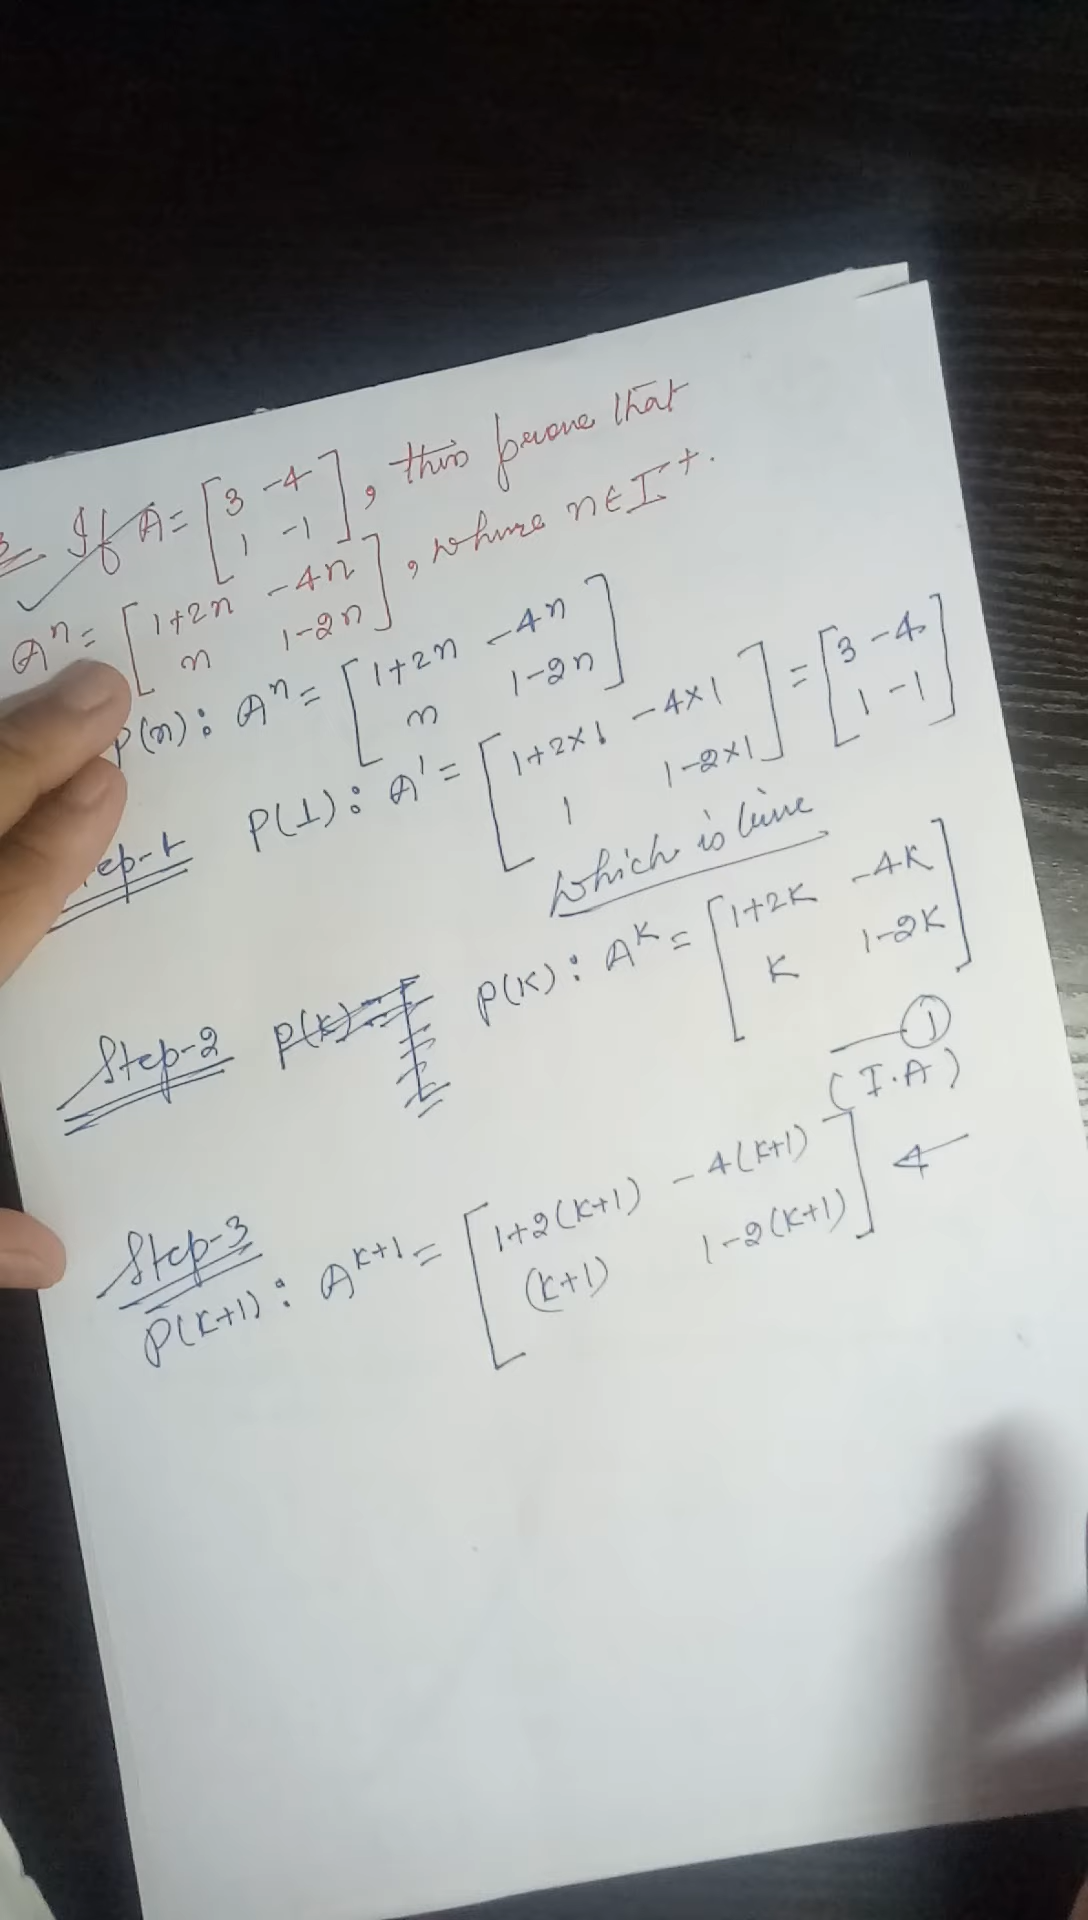 3 If A = [3 -4
1 -1], then prove that
Aⁿ = [1+2n -4n
n 1-2n], where n ∈ I⁺.
P(n): Aⁿ = [1+2n -4n
n 1-2n]
Step-1 P(1): A¹ = [1+2×1 -4×1
1 1-2×1] = [3 -4
1 -1]
which is true
Step-2 P(K): Aᴷ = [1+2K -4K
K 1-2K]
①
(I.A)
Step-3
P(K+1): Aᴷ⁺¹ = [1+2(K+1) -4(K+1)
(K+1) 1-2(K+1)] ←